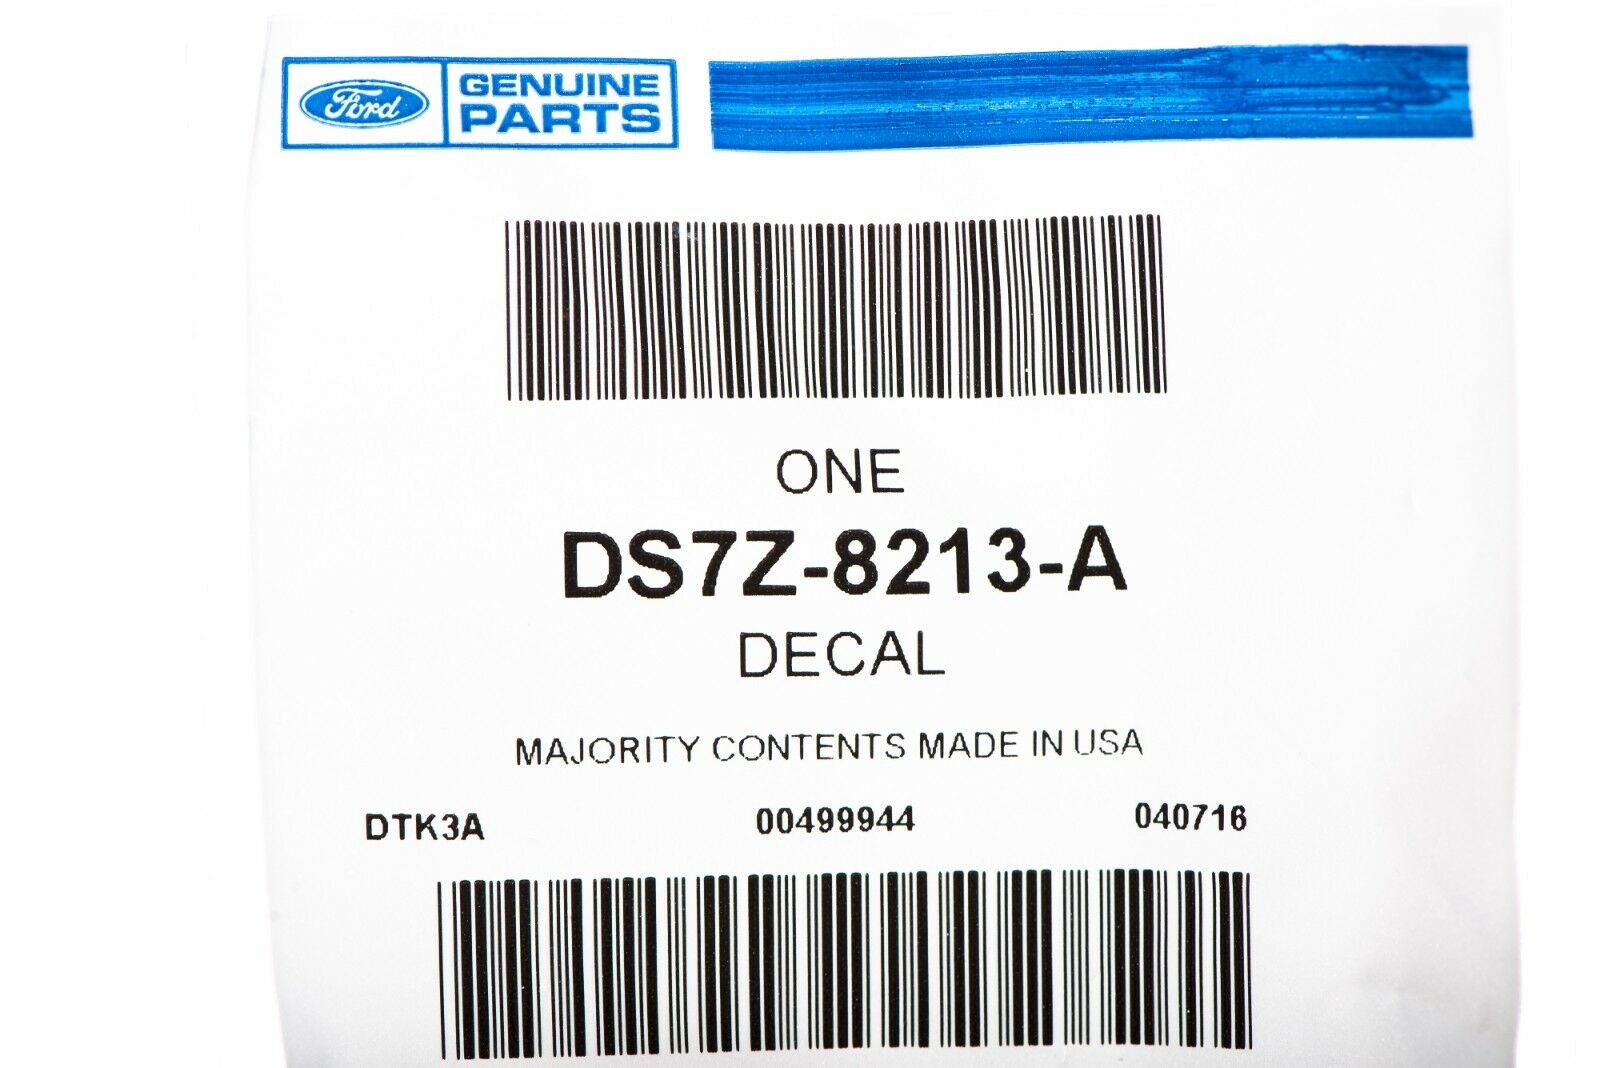 Ford
GENUINE
PARTS
ONE
DS7Z-8213-A
DECAL
MAJORITY CONTENTS MADE IN USA
DTK3A 00499944 040716